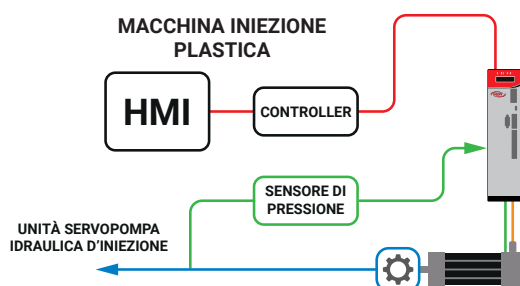 MACCHINA INIEZIONE
PLASTICA
HMI
CONTROLLER
SENSORE DI
PRESSIONE
UNITÀ SERVOPOMPA
IDRAULICA D'INIEZIONE